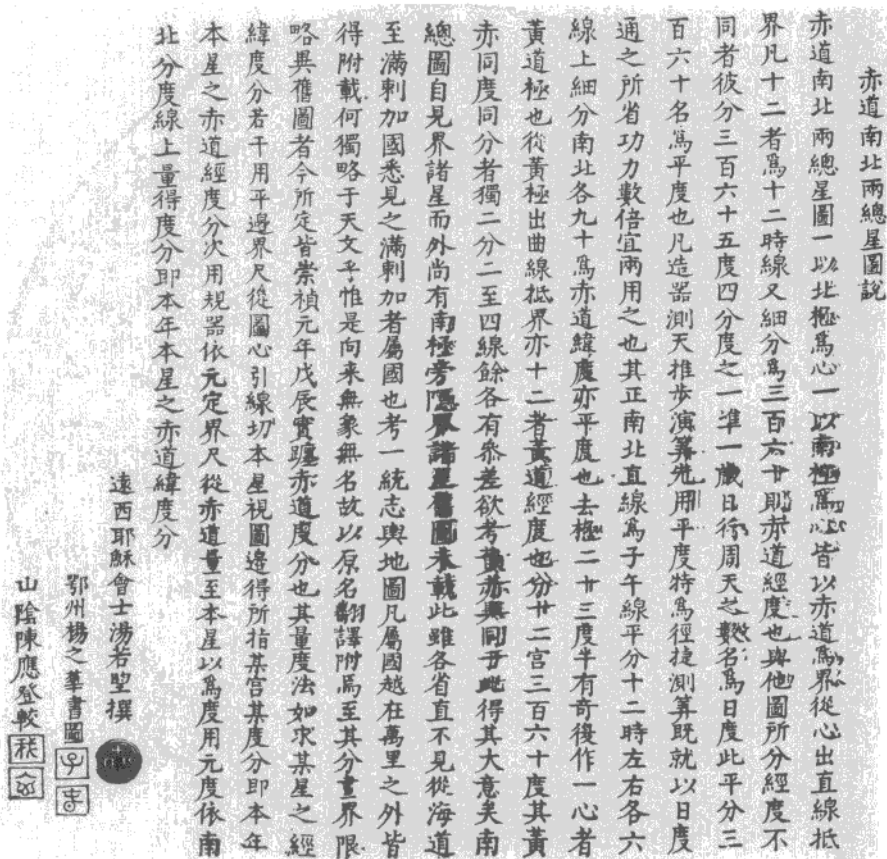 赤道南北兩總星圖說
赤道南北兩總星圖一以北極爲心一以南極爲心皆以赤道爲界從心出直線抵
界凡十二者爲十二時線又細分爲三百六十則赤道經度也與他圖所分經度不
同者彼分三百六十五度四分度之一準一歲日行周天之數名爲日度此平分三
百六十名爲平度也凡造器測天推步演算先用平度特爲徑捷測算既就以日度
通之所省功力數倍宜兩用之也其正南北直線爲子午線平分十二時左右各六
線上細分南北各九十爲赤道緯度亦平度也去極二十三度半有奇復作一心者
黃道極也從黃極出曲線抵界亦十二者黃道經度也分十二宮三百六十度其黃
赤同度同分者獨二分二至四線餘各有叅差欲考黃赤異同于此得其大意矣南
總圖自見界諸星而外尚有南極旁隱界諸星舊圖未載此雖各省直不見從海道
至滿剌加國悉見之滿剌加者屬國也考一統志輿地圖凡屬國越在萬里之外皆
得附載何獨略于天文乎惟是向来無象無名故以原名翻譯附焉至其分畫界限
略異舊圖者今所定皆崇禎元年戊辰實躔赤道度分也其量度法如求某星之經
緯度分若干用平邊界尺從圖心引線切本星視圖邊得所指某宮某度分即本年
本星之赤道經度分次用規器依元定界尺從赤道量至本星以爲度用元度依南
北分度線上量得度分即本年本星之赤道緯度分
遠西耶穌會士湯若望撰
鄂州楊之華書圖
山陰陳應登較